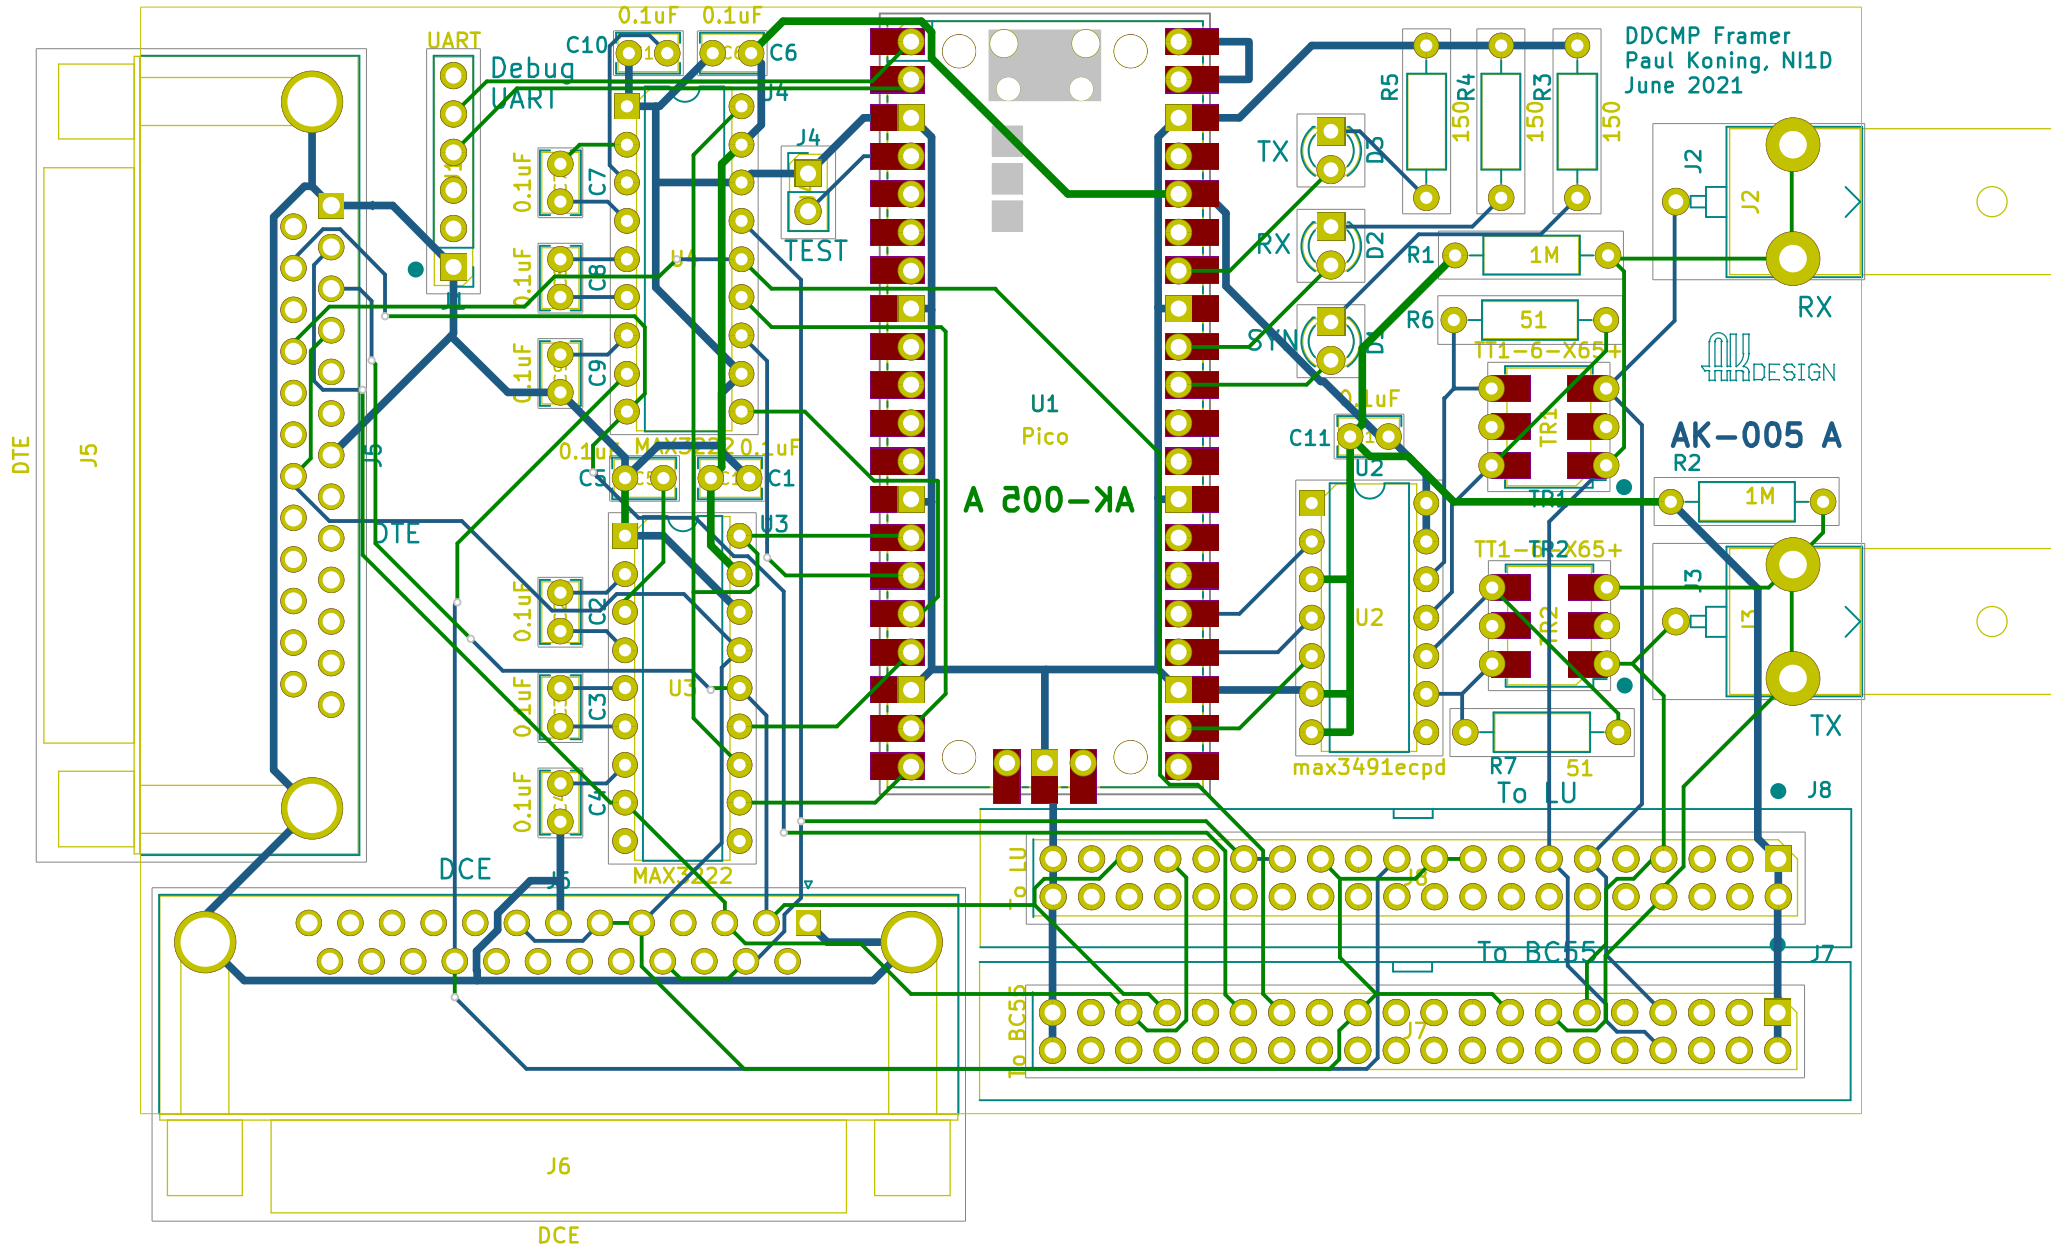 0.1uF
0.1uF
DDCMP Framer
Paul Koning, NI1D
June 2021
UART
C10
C6
Debug
UART
U4
R5
R4
R3
150
150
150
J4
TX
D3
J2
J2
0.1uF
C7
TEST
RX
D2
R1
1M
0.1uF
C8
RX
R6
51
SYN
D1
TT1-6-X65+
DESIGN
0.1uF
C9
0.1uF
U1
Pico
TR1
AK-005 A
C11
DTE
J5
J5
0.1uF
MAX3222
0.1uF
U2
R2
C5
C1
1M
AK-005 A
TR1
U3
DTE
TT1-6-X65+
TR2
J3
J3
0.1uF
C2
U2
TR2
U3
0.1uF
C3
TX
max3491ecpd
R7
51
0.1uF
C4
To LU
J8
DCE
MAX3222
J6
To LU
J8
To BC55
J7
To BC55
J7
J6
DCE